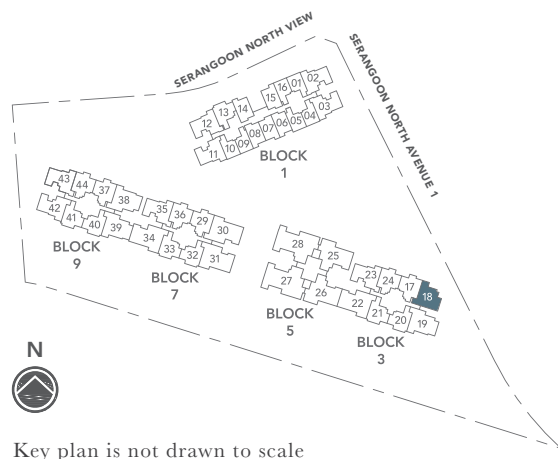 SERANGOON NORTH VIEW
SERANGOON NORTH AVENUE 1
12 13 14 15 16 01 02
11 10 09 08 07 06 05 04 03
BLOCK
1
43 44 37 38 35 36 29 30
42 41 40 39 34 33 32 31
BLOCK
9
BLOCK
7
28 25 23 24 17 18
27 26 22 21 20 19
BLOCK
5
BLOCK
3
N
Key plan is not drawn to scale